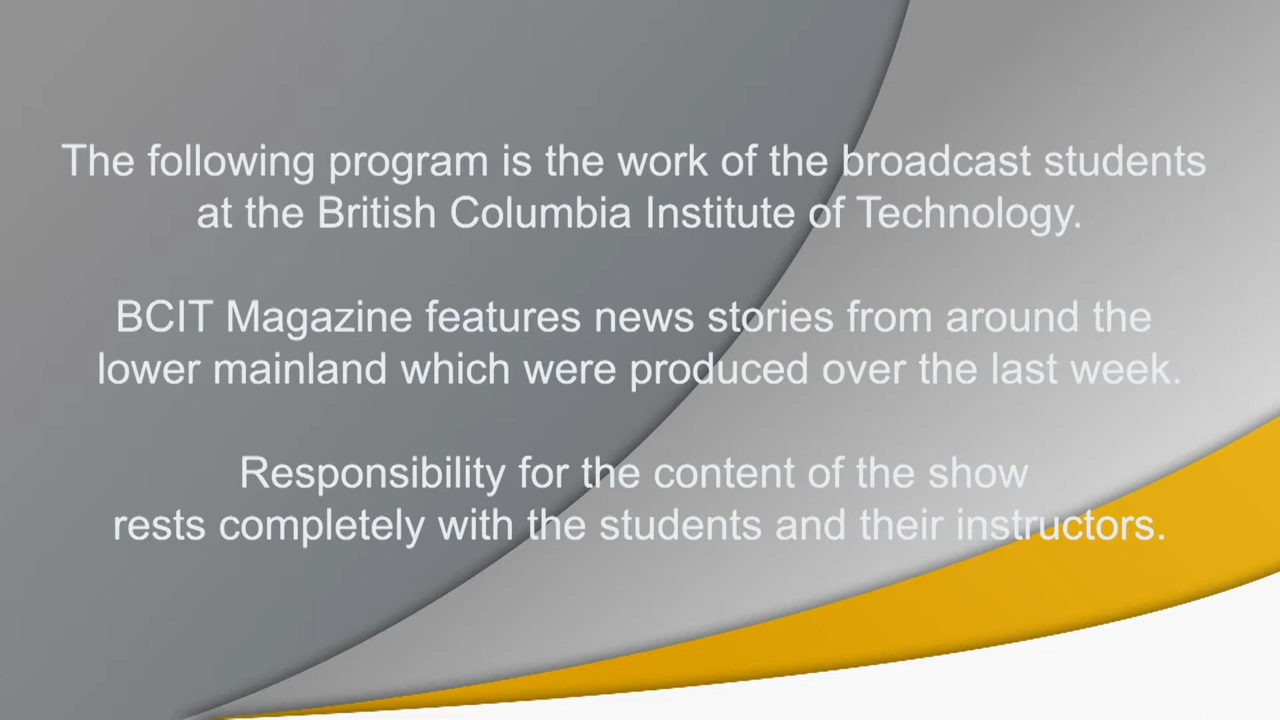 The following program is the work of the broadcast students
at the British Columbia Institute of Technology.
BCIT Magazine features news stories from around the
lower mainland which were produced over the last week.
Responsibility for the content of the show
rests completely with the students and their instructors.